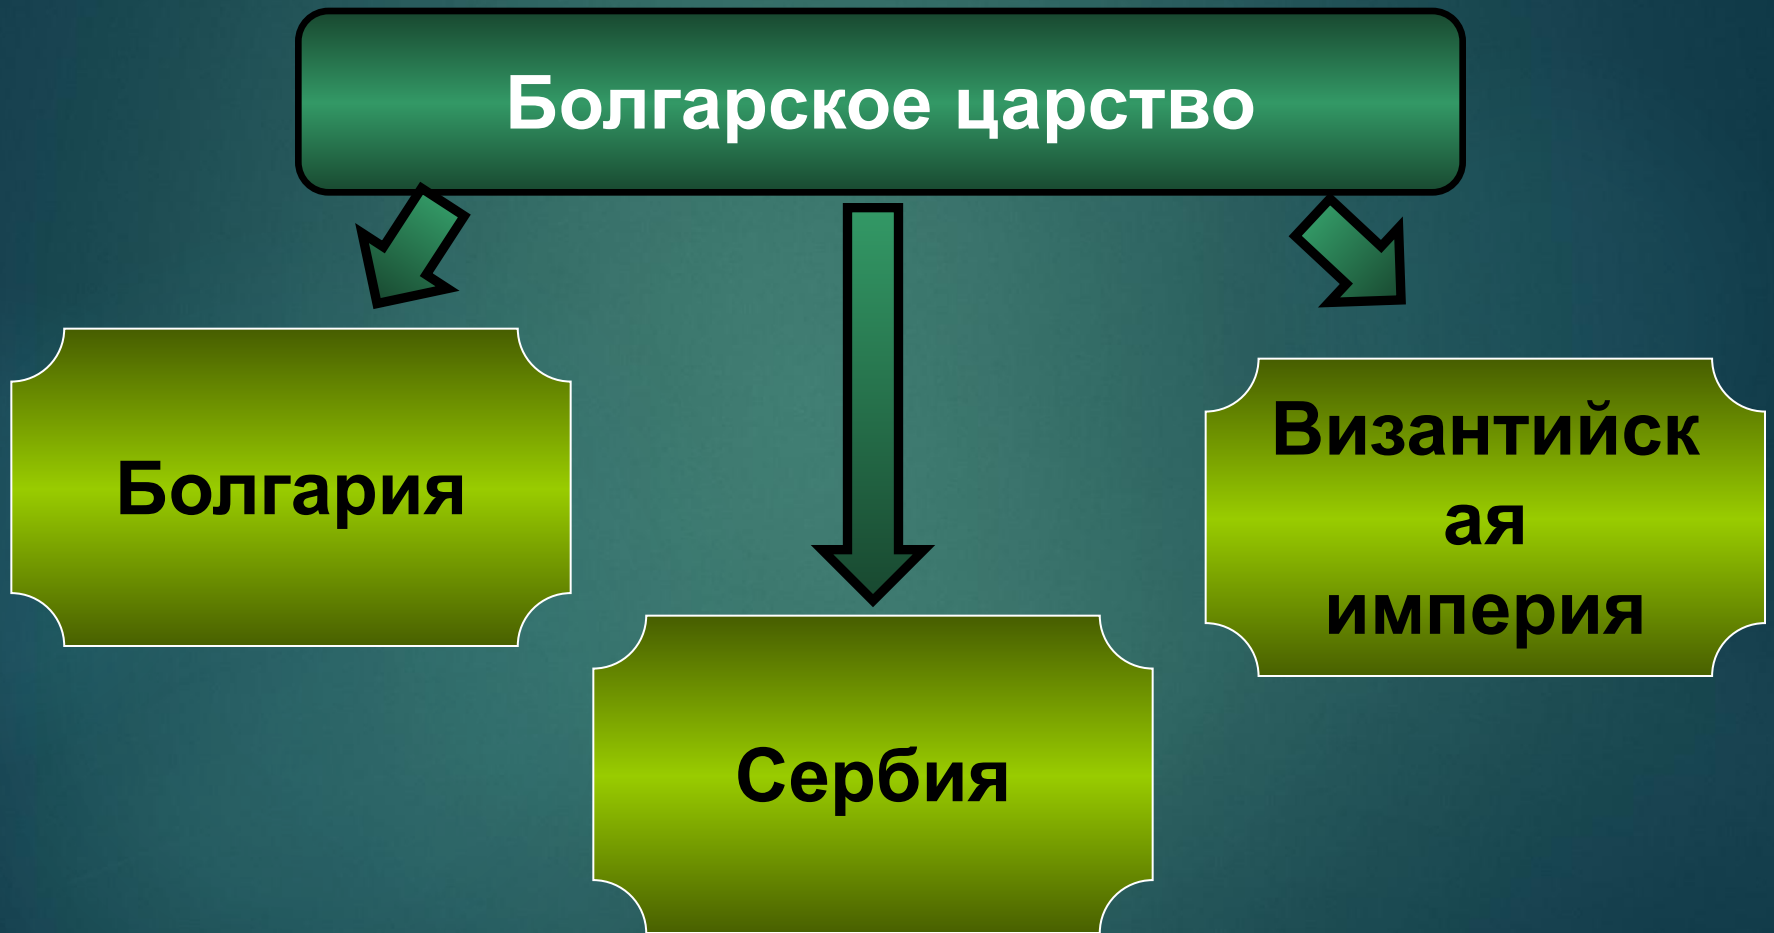 Болгарское царство
Болгария
Византийск
ая
империя
Сербия